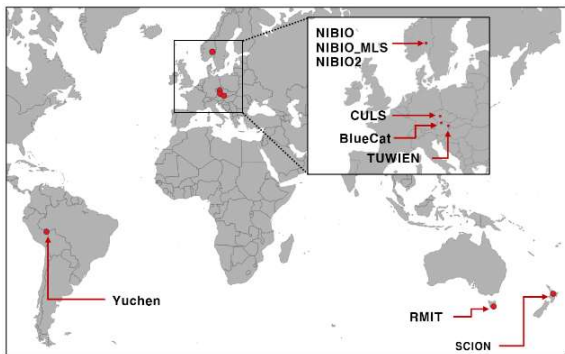 NIBIO
NIBIO_MLS
NIBIO2
CULS
BlueCat
TUWIEN
Yuchen
RMIT
SCION